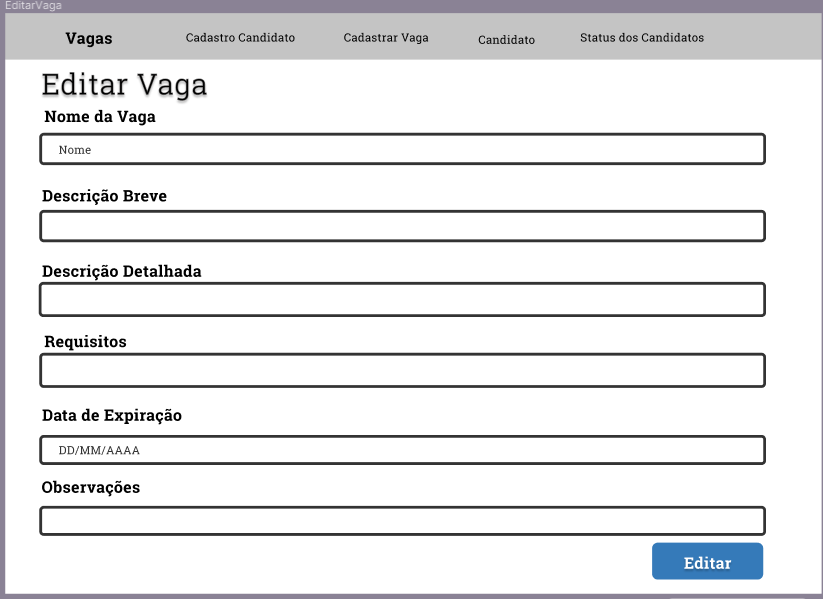 EditarVaga
Vagas Cadastro Candidato Cadastrar Vaga Candidato Status dos Candidatos
Editar Vaga
Nome da Vaga
Nome
Descrição Breve
Descrição Detalhada
Requisitos
Data de Expiração
DD/MM/AAAA
Observações
Editar